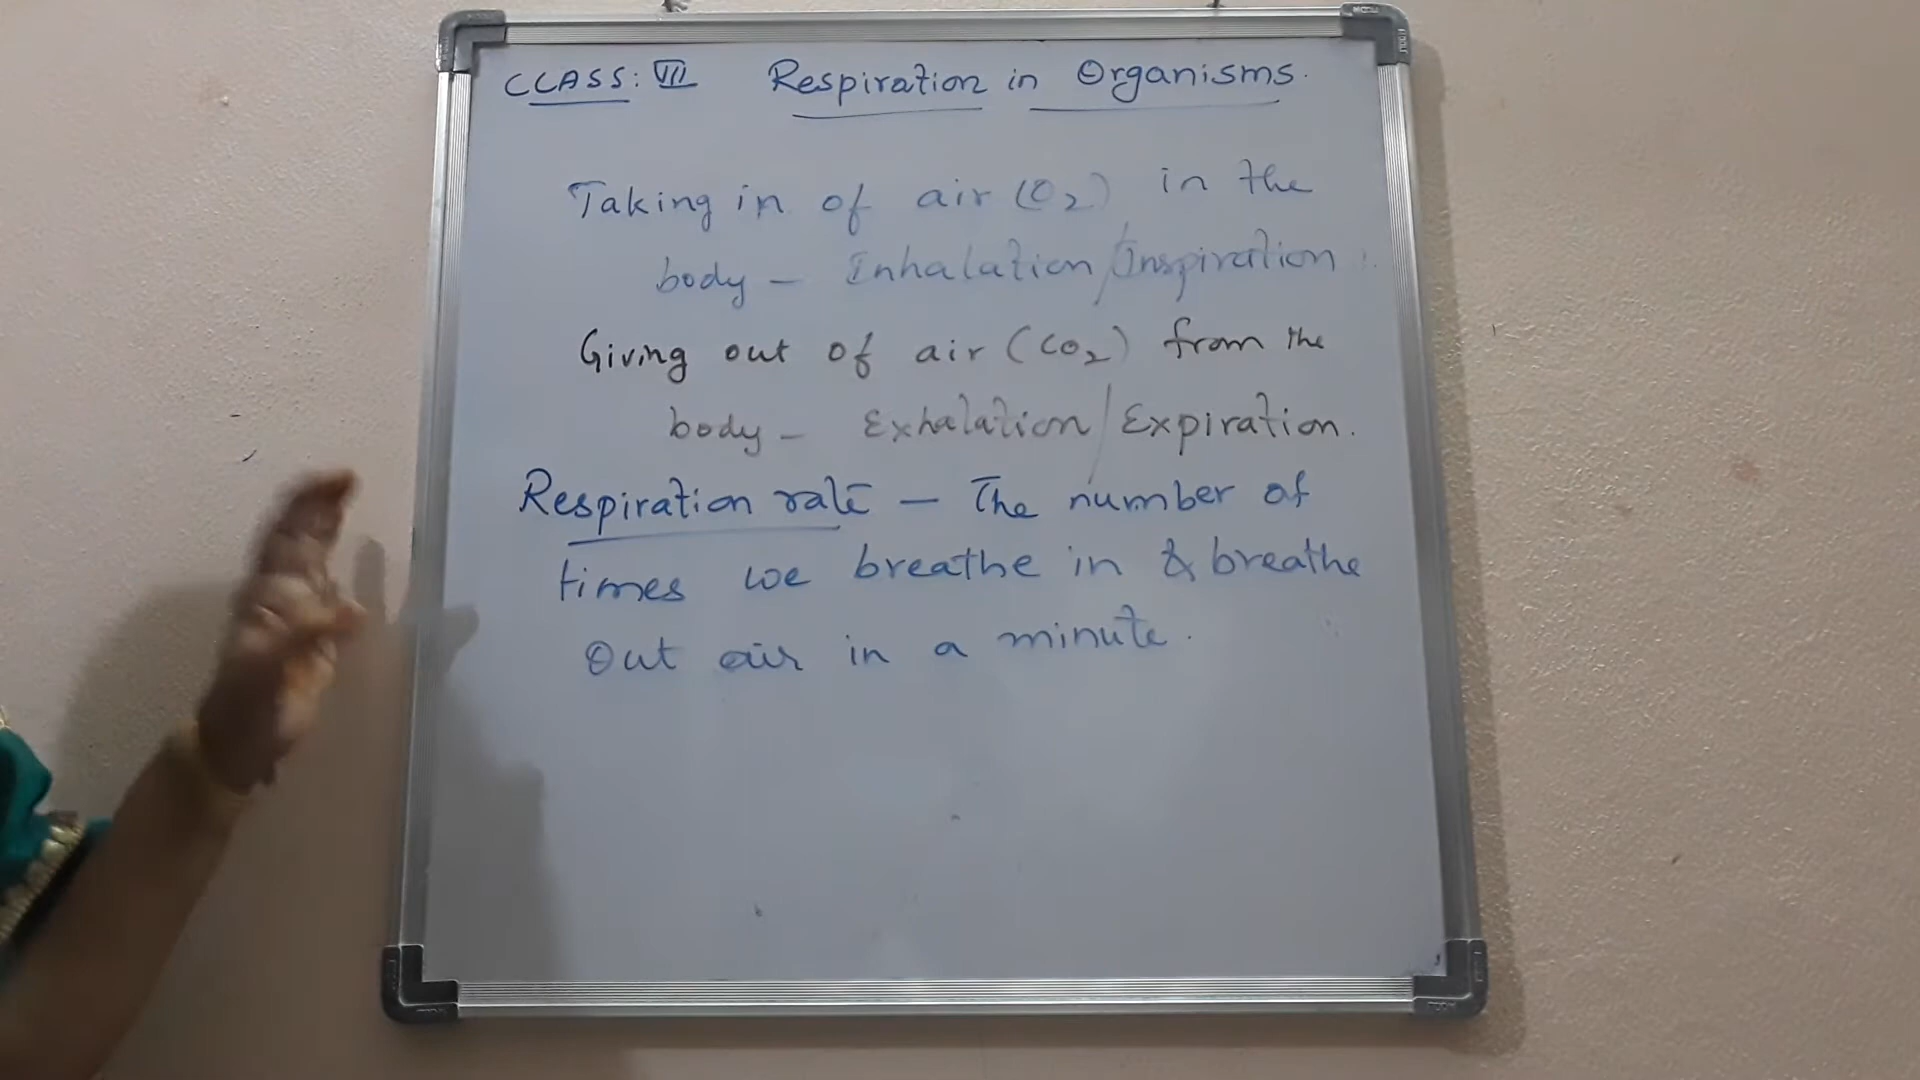 CLASS: VII Respiration in Organisms.
Taking in of air (O₂) in the
body - Inhalation/Inspiration.
Giving out of air (CO₂) from the
body - Exhalation/Expiration.
Respiration rate - The number of
times we breathe in & breathe
Out air in a minute.